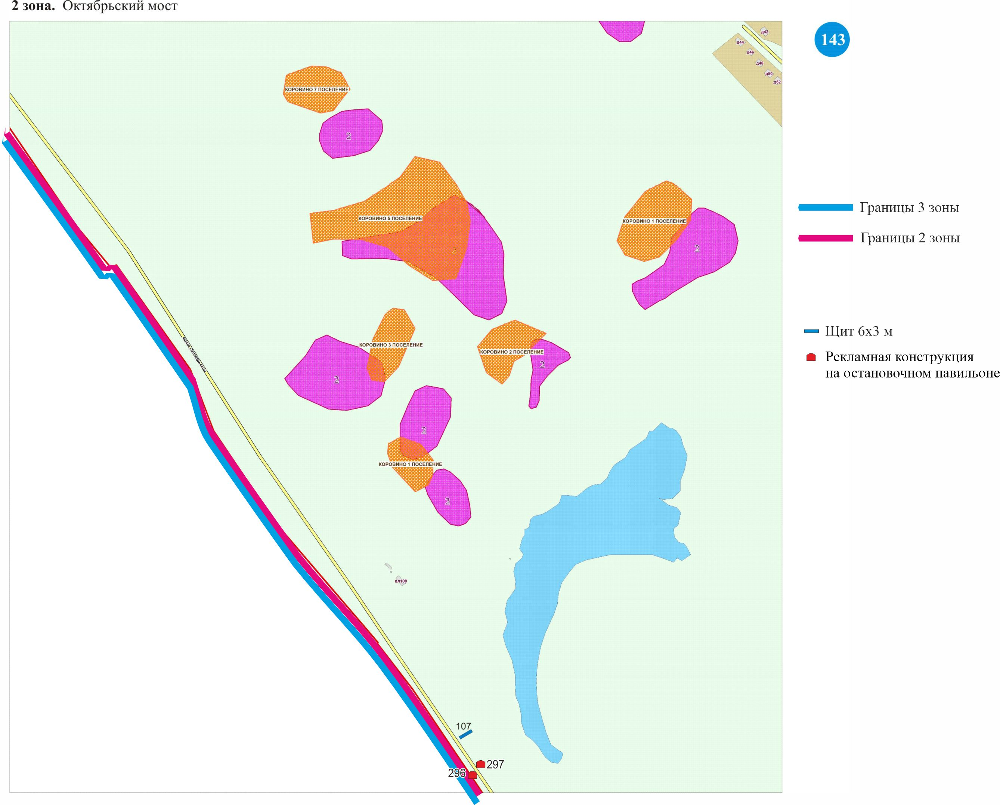 2 зона. Октябрьский мост
143
д42
д44
д46
д48
д50
д52
КОРОВИНО 7 ПОСЕЛЕНИЕ
2
КОРОВИНО 5 ПОСЕЛЕНИЕ
2
КОРОВИНО 1 ПОСЕЛЕНИЕ
2
Границы 3 зоны
Границы 2 зоны
Щит 6х3 м
Рекламная конструкция
на остановочном павильоне
мост Октябрьский
КОРОВИНО 3 ПОСЕЛЕНИЕ
2
КОРОВИНО 2 ПОСЕЛЕНИЕ
2
2
КОРОВИНО 1 ПОСЕЛЕНИЕ
2
вл100
107
297
296